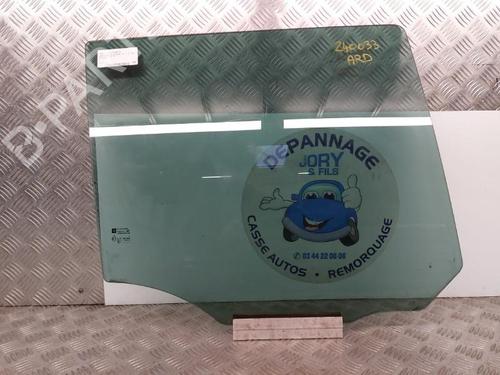 240033
ARD
B-PARTS
DEPANNAGE
JORY
& FILS
CASSE AUTOS • REMORQUAGE
03 44 22 06 06